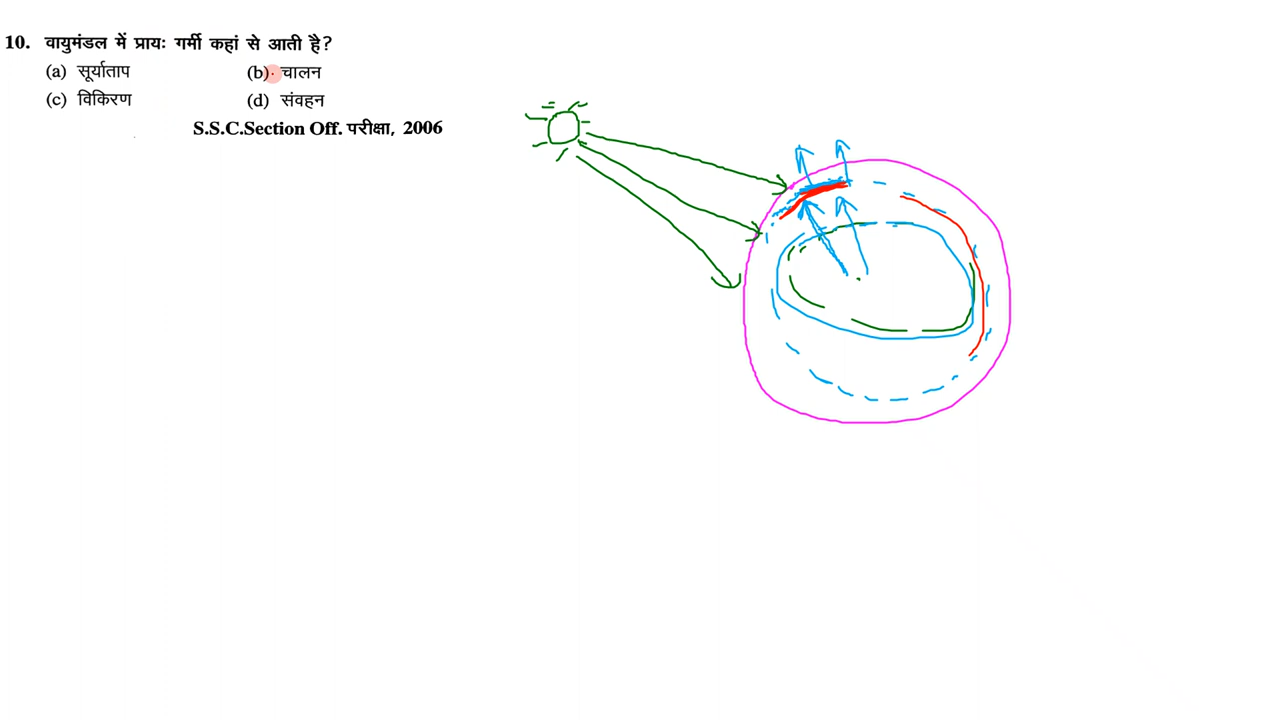 10. वायुमंडल में प्रायः गर्मी कहां से आती है?
(a) सूर्याताप (b) चालन
(c) विकिरण (d) संवहन
S.S.C.Section Off. परीक्षा, 2006